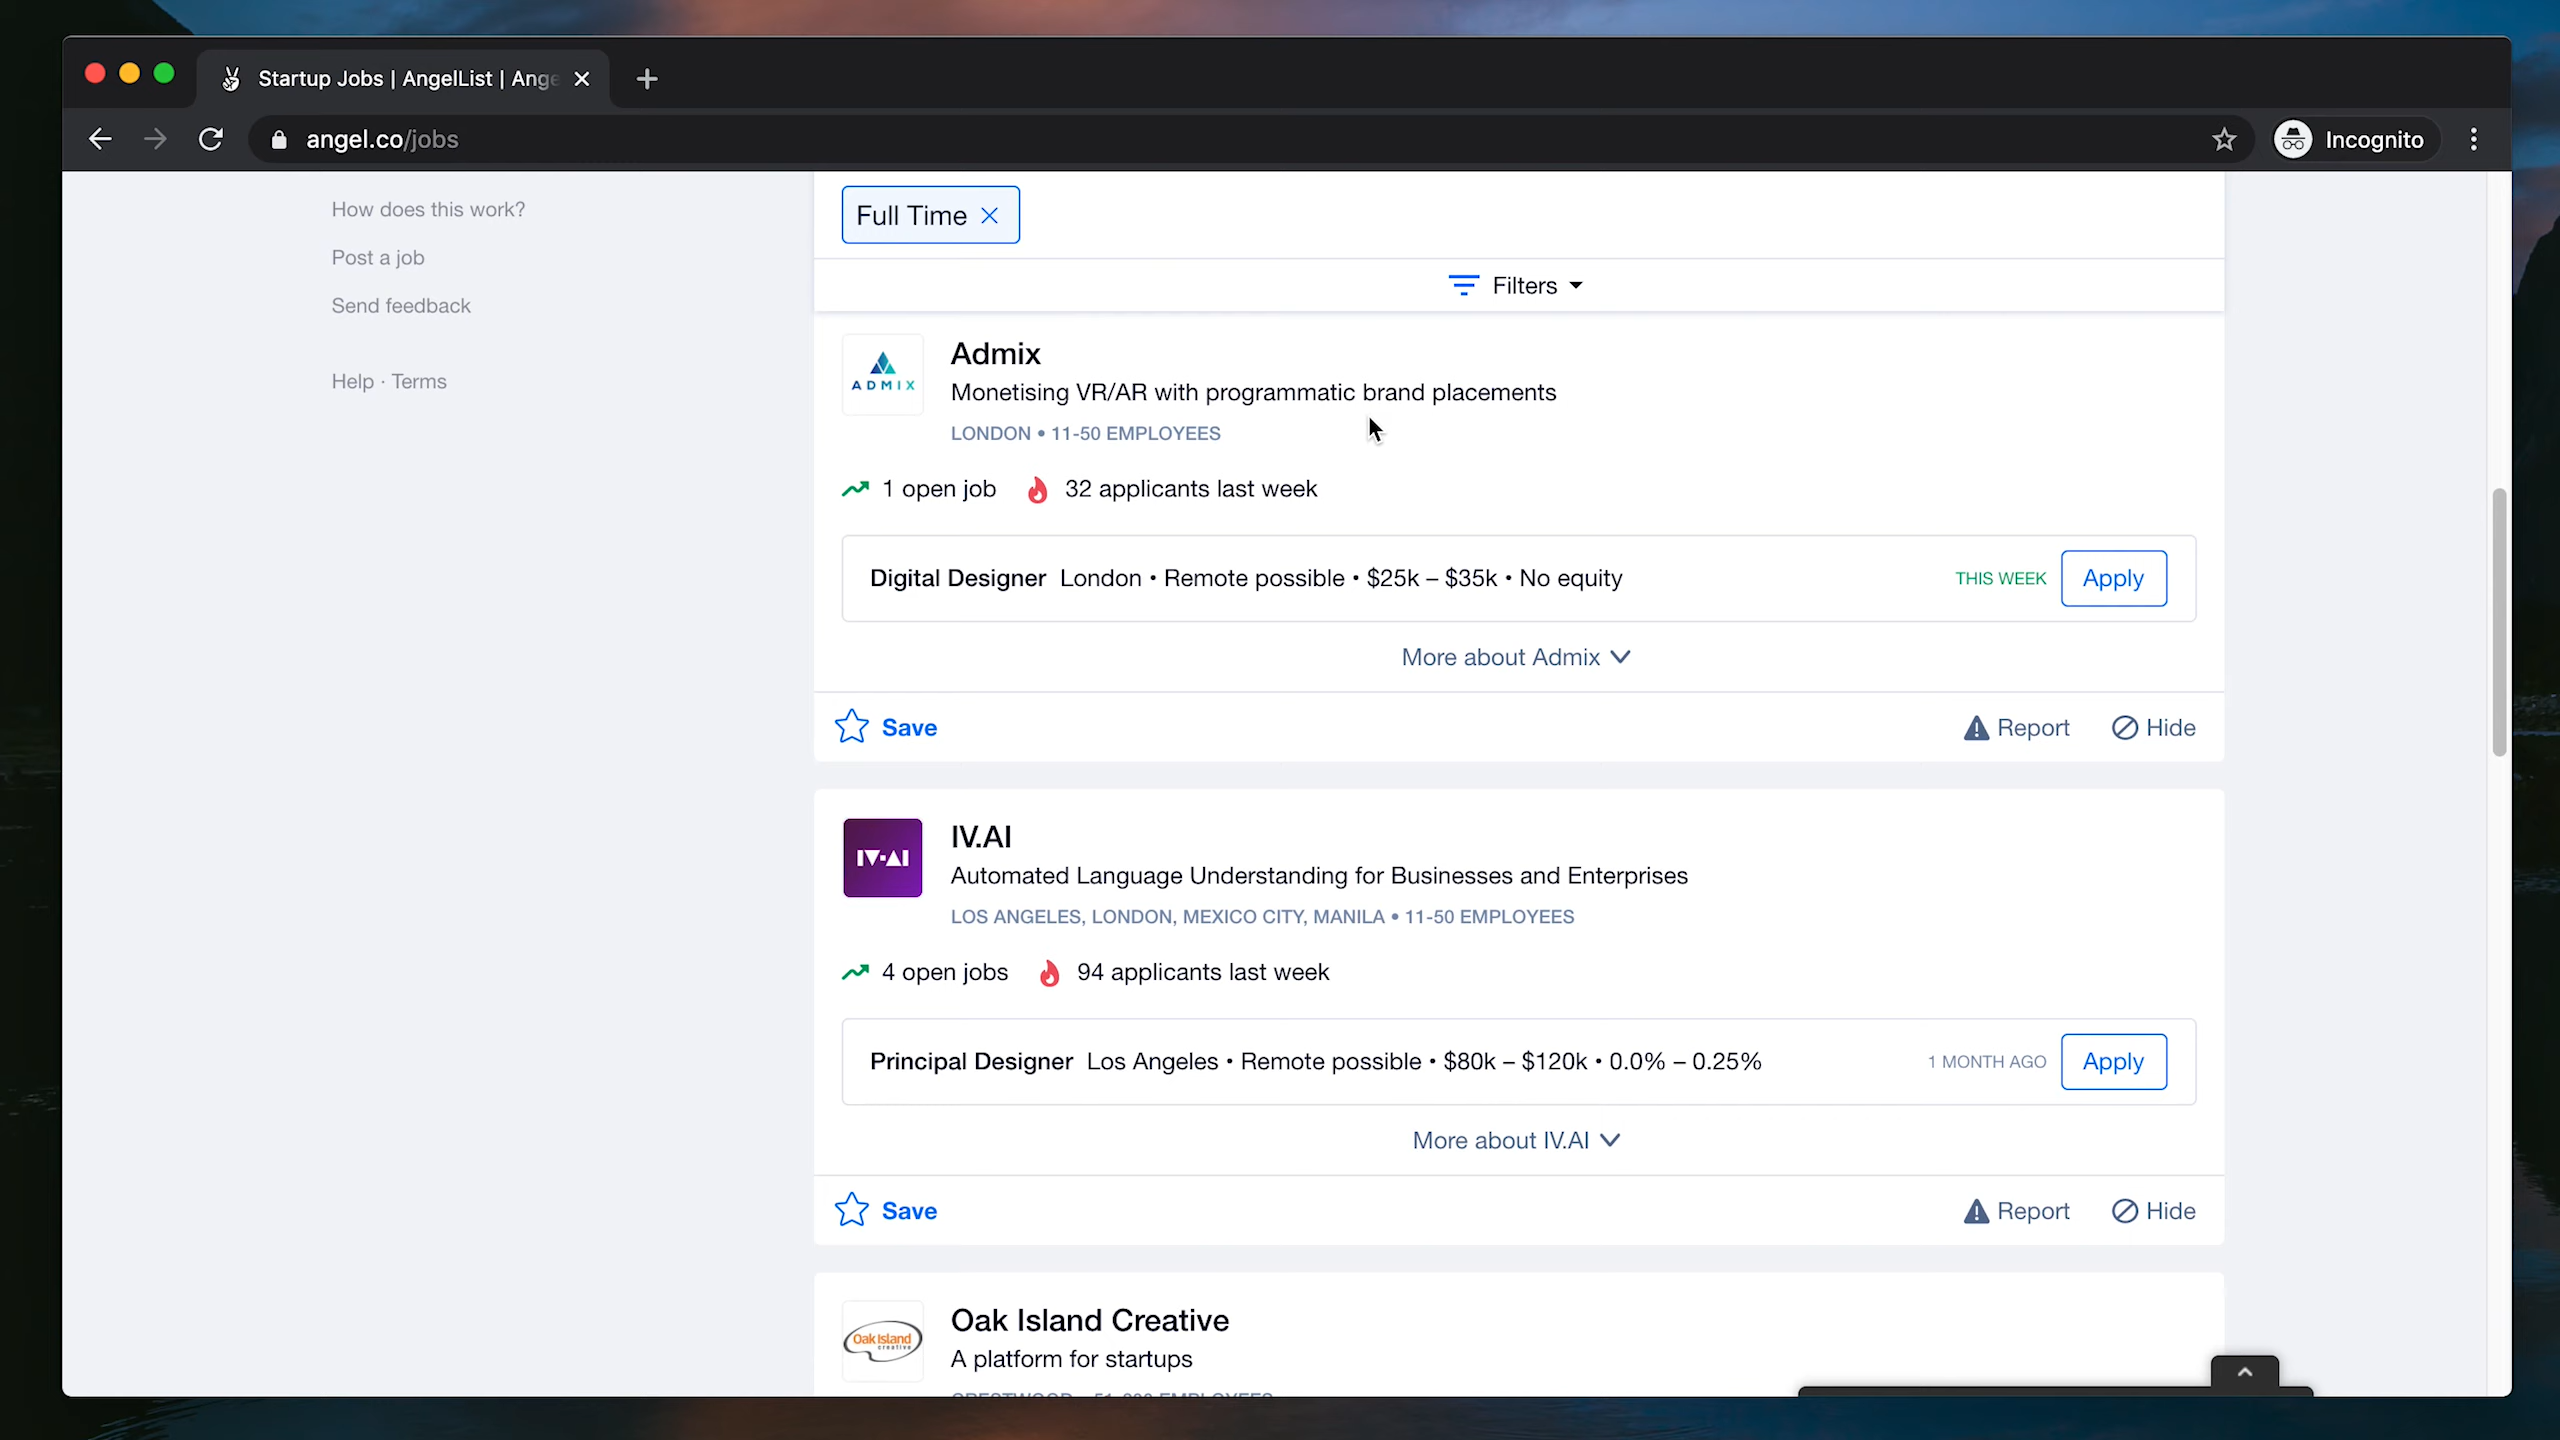 Startup Jobs | AngelList | Ange
angel.co/jobs
Incognito
How does this work?
Post a job
Send feedback
Help · Terms
Full Time
Filters
ADMIX
Admix
Monetising VR/AR with programmatic brand placements
LONDON • 11-50 EMPLOYEES
1 open job 32 applicants last week
Digital Designer London • Remote possible • $25k – $35k • No equity THIS WEEK Apply
More about Admix
Save Report Hide
IV•AI
IV.AI
Automated Language Understanding for Businesses and Enterprises
LOS ANGELES, LONDON, MEXICO CITY, MANILA • 11-50 EMPLOYEES
4 open jobs 94 applicants last week
Principal Designer Los Angeles • Remote possible • $80k – $120k • 0.0% – 0.25% 1 MONTH AGO Apply
More about IV.AI
Save Report Hide
Oak Island
creative
Oak Island Creative
A platform for startups